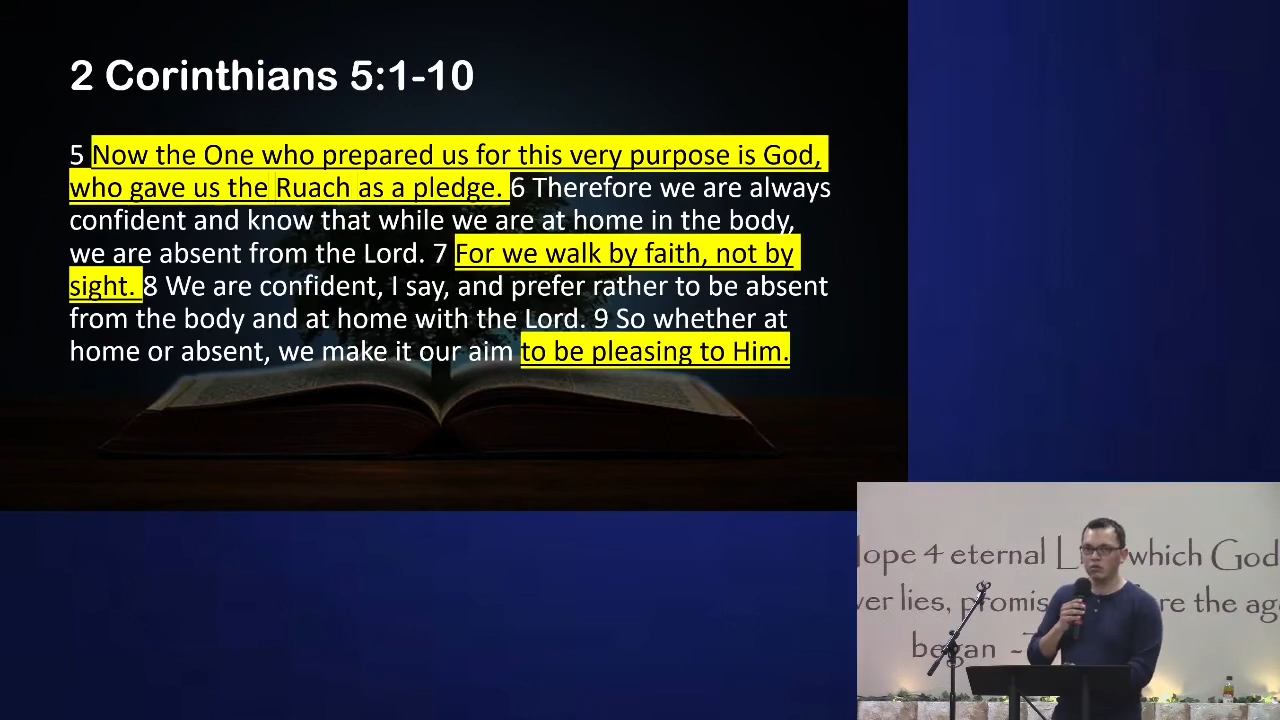 2 Corinthians 5:1-10
5 Now the One who prepared us for this very purpose is God,
who gave us the Ruach as a pledge. 6 Therefore we are always
confident and know that while we are at home in the body,
we are absent from the Lord. 7 For we walk by faith, not by
sight. 8 We are confident, I say, and prefer rather to be absent
from the body and at home with the Lord. 9 So whether at
home or absent, we make it our aim to be pleasing to Him.
4 eternal which God
lies,
the
began ~